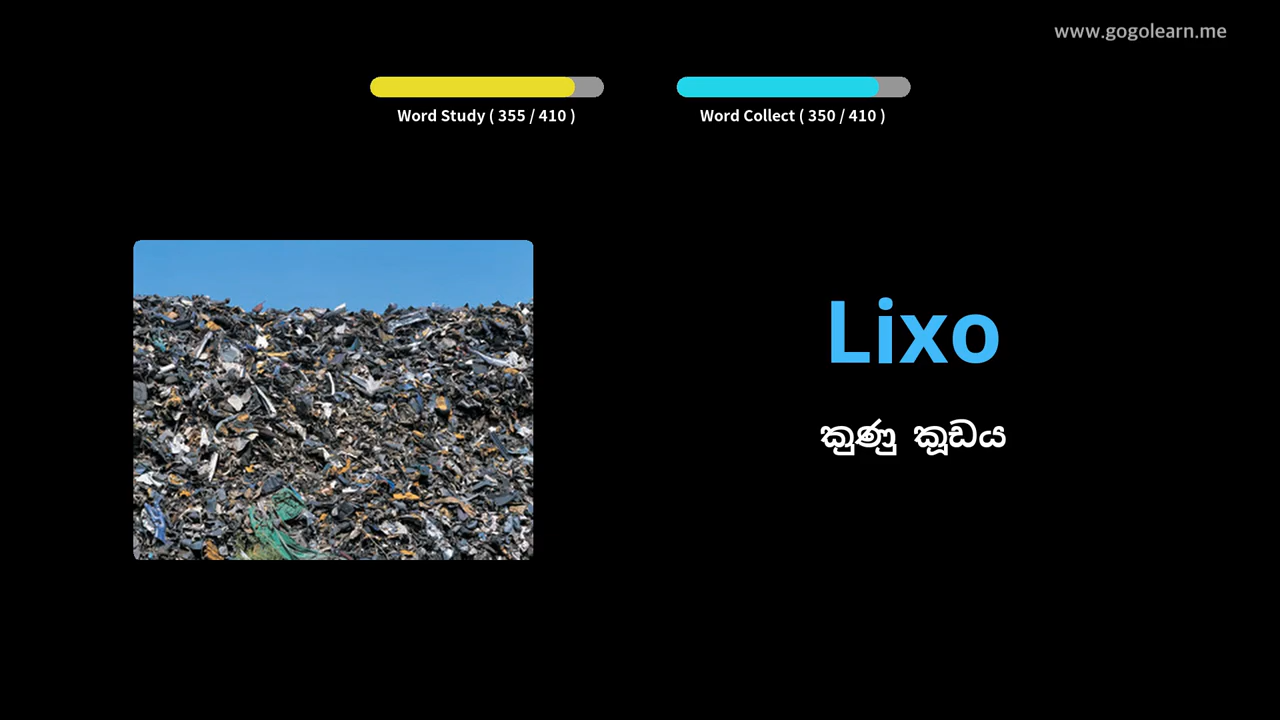 www.gogolearn.me
Word Study ( 355 / 410 )
Word Collect ( 350 / 410 )
Lixo
කුණු කූඩය